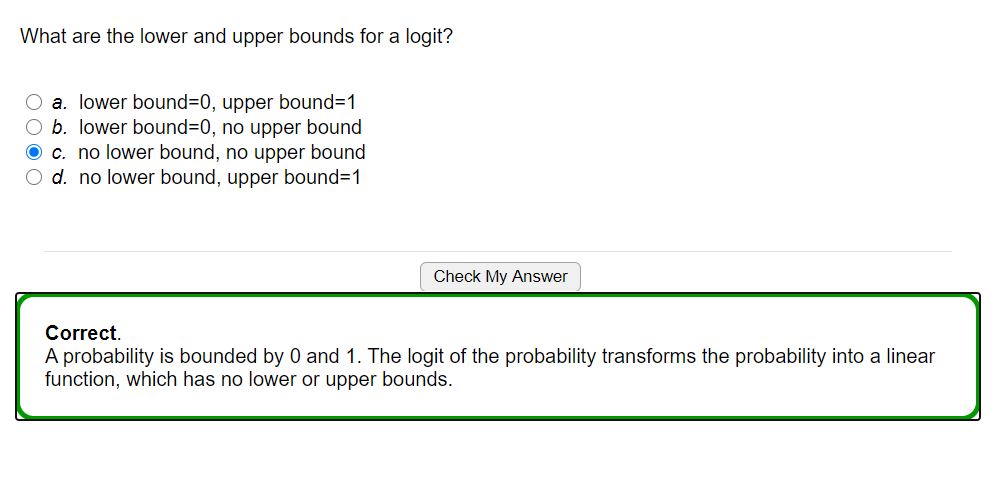 What are the lower and upper bounds for a logit?
a. lower bound=0, upper bound=1
b. lower bound=0, no upper bound
c. no lower bound, no upper bound
d. no lower bound, upper bound=1
Check My Answer
Correct.
A probability is bounded by 0 and 1. The logit of the probability transforms the probability into a linear
function, which has no lower or upper bounds.